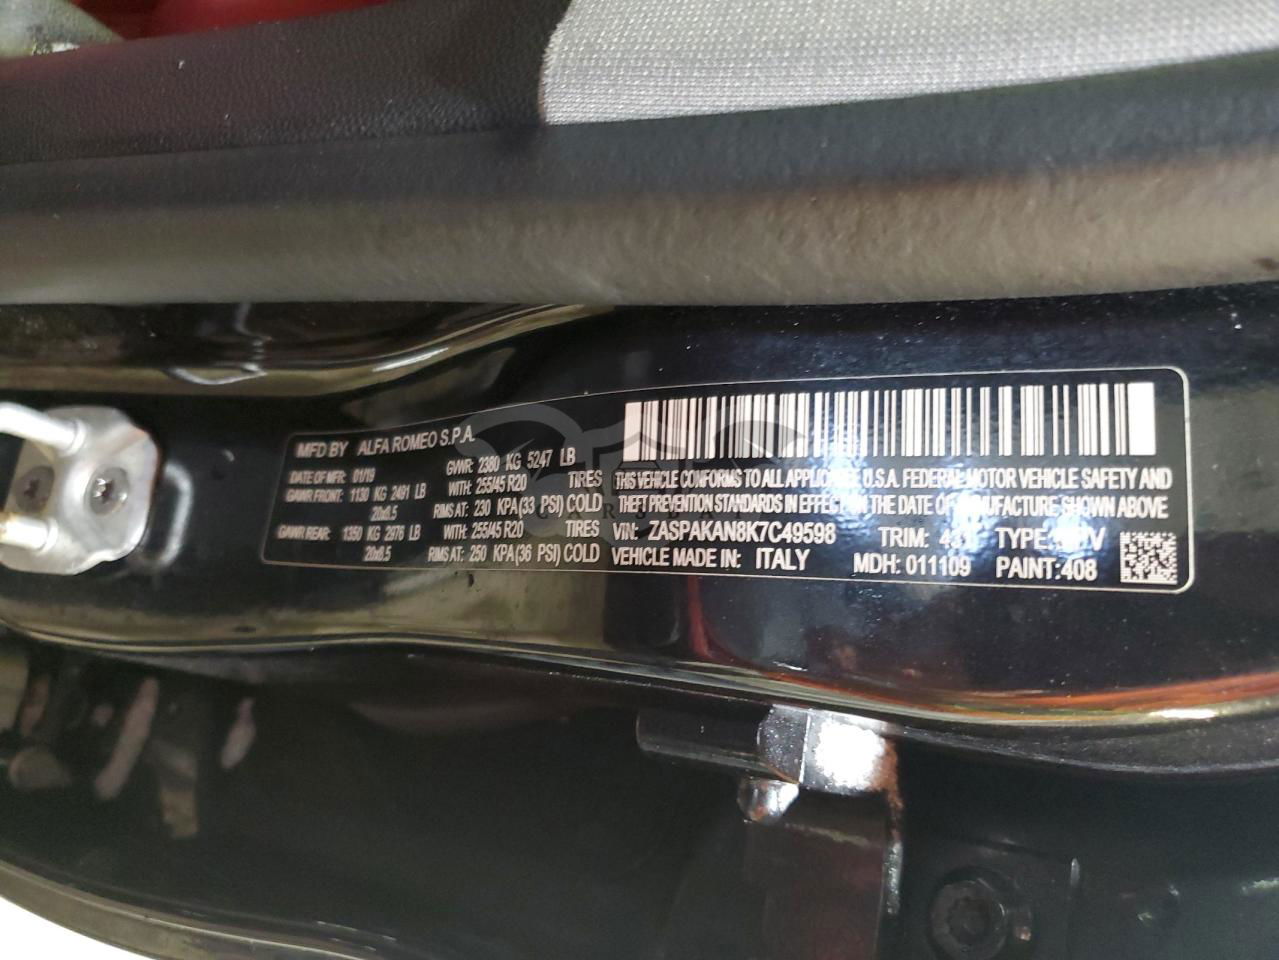 MFD BY ALFA ROMEO S.P.A.
DATE OF MFR: 01/19 GVWR: 2380 KG 5247 LB
GAWR FRONT: 1130 KG 2491 LB WITH: 255/45 R20 TIRES
20x8.5 RIMS AT: 230 KPA(33 PSI) COLD
GAWR REAR: 1350 KG 2976 LB WITH: 255/45 R20 TIRES
20x8.5 RIMS AT: 250 KPA(36 PSI) COLD
THIS VEHICLE CONFORMS TO ALL APPLICABLE U.S.A. FEDERAL MOTOR VEHICLE SAFETY AND
THEFT PREVENTION STANDARDS IN EFFECT ON THE DATE OF MANUFACTURE SHOWN ABOVE
VIN: ZASPAKAN8K7C49598 TRIM: TYPE:
VEHICLE MADE IN: ITALY MDH: 011109 PAINT:408